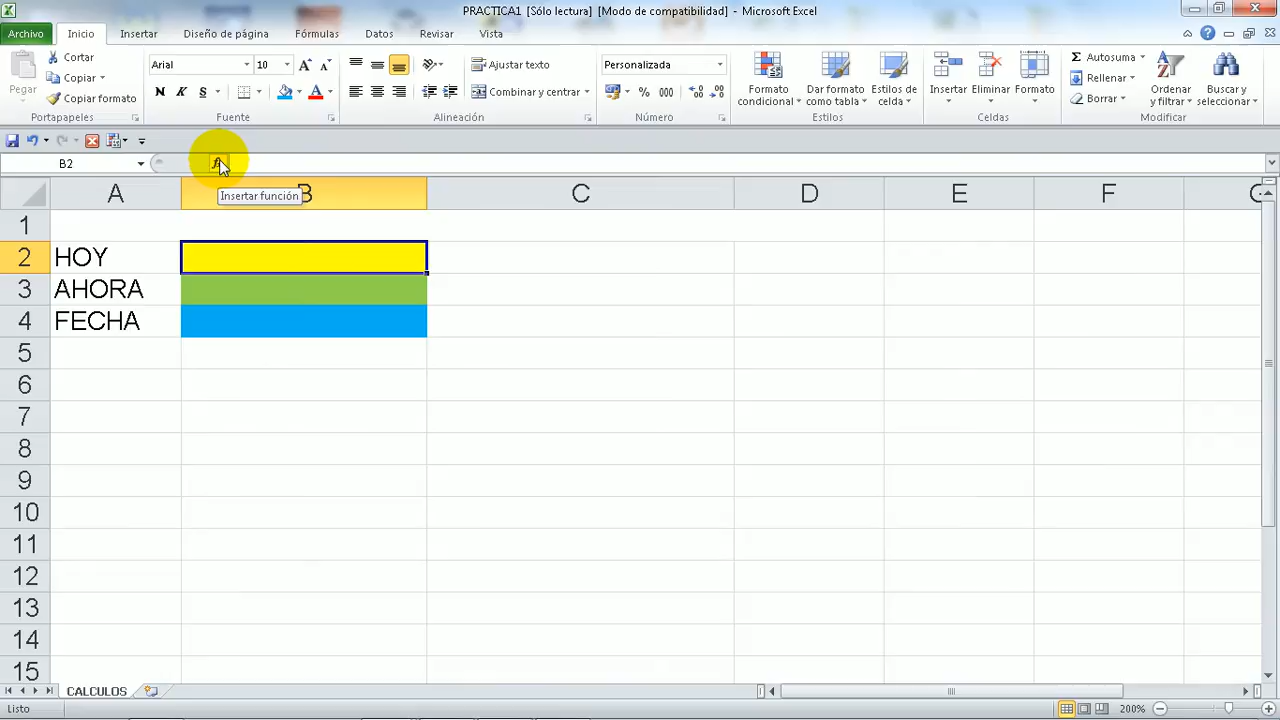 PRACTICA1 [Sólo lectura] [Modo de compatibilidad] - Microsoft Excel
Archivo Inicio Insertar Diseño de página Fórmulas Datos Revisar Vista
Pegar
Cortar
Copiar
Copiar formato
Portapapeles
Arial 10
N K S
Fuente
Ajustar texto
Combinar y centrar
Alineación
Personalizada
% 000
Número
Formato condicional
Dar formato como tabla
Estilos de celda
Estilos
Insertar Eliminar Formato
Celdas
Autosuma
Rellenar
Borrar
Ordenar y filtrar
Buscar y seleccionar
Modificar
B2
Insertar función
A B C D E F
1
2 HOY
3 AHORA
4 FECHA
5
6
7
8
9
10
11
12
13
14
15
CALCULOS
Listo 200%